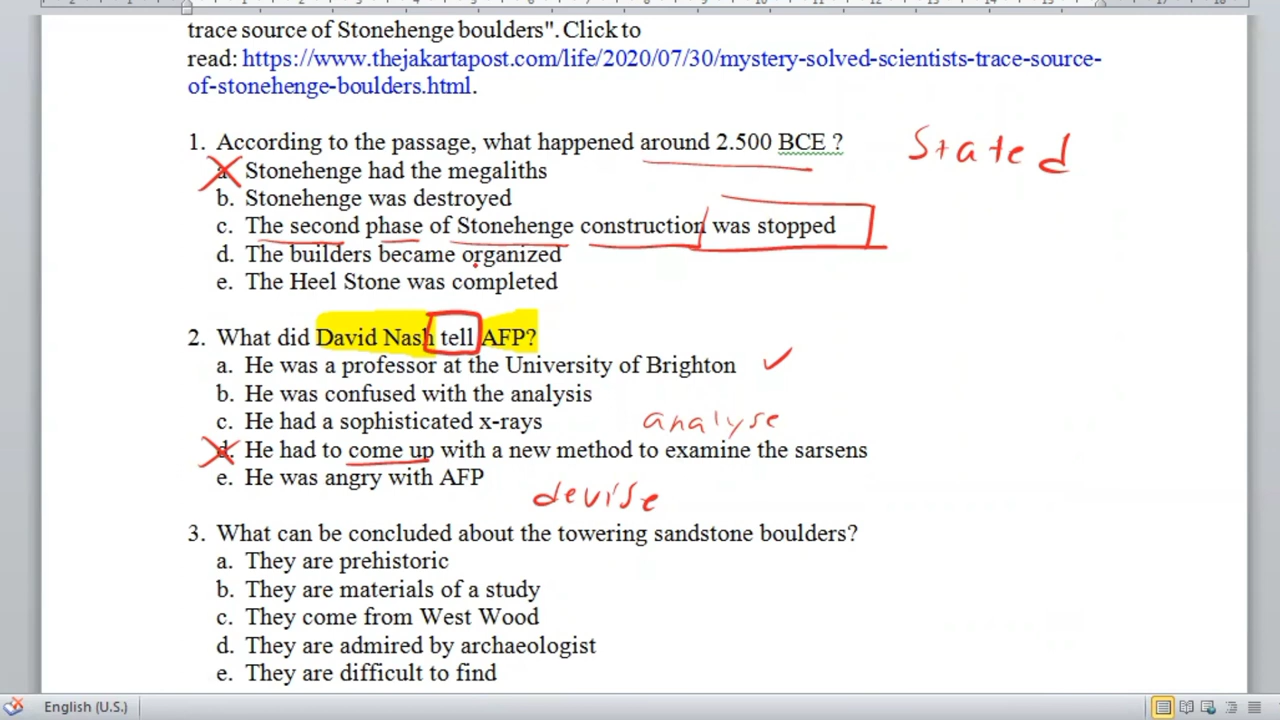 trace source of Stonehenge boulders". Click to
read: https://www.thejakartapost.com/life/2020/07/30/mystery-solved-scientists-trace-source-
of-stonehenge-boulders.html.
1. According to the passage, what happened around 2.500 BCE ?
Stated
a. Stonehenge had the megaliths
b. Stonehenge was destroyed
c. The second phase of Stonehenge construction was stopped
d. The builders became organized
e. The Heel Stone was completed
2. What did David Nash tell AFP?
a. He was a professor at the University of Brighton
b. He was confused with the analysis
c. He had a sophisticated x-rays
analyse
d. He had to come up with a new method to examine the sarsens
e. He was angry with AFP
devise
3. What can be concluded about the towering sandstone boulders?
a. They are prehistoric
b. They are materials of a study
c. They come from West Wood
d. They are admired by archaeologist
e. They are difficult to find
English (U.S.)